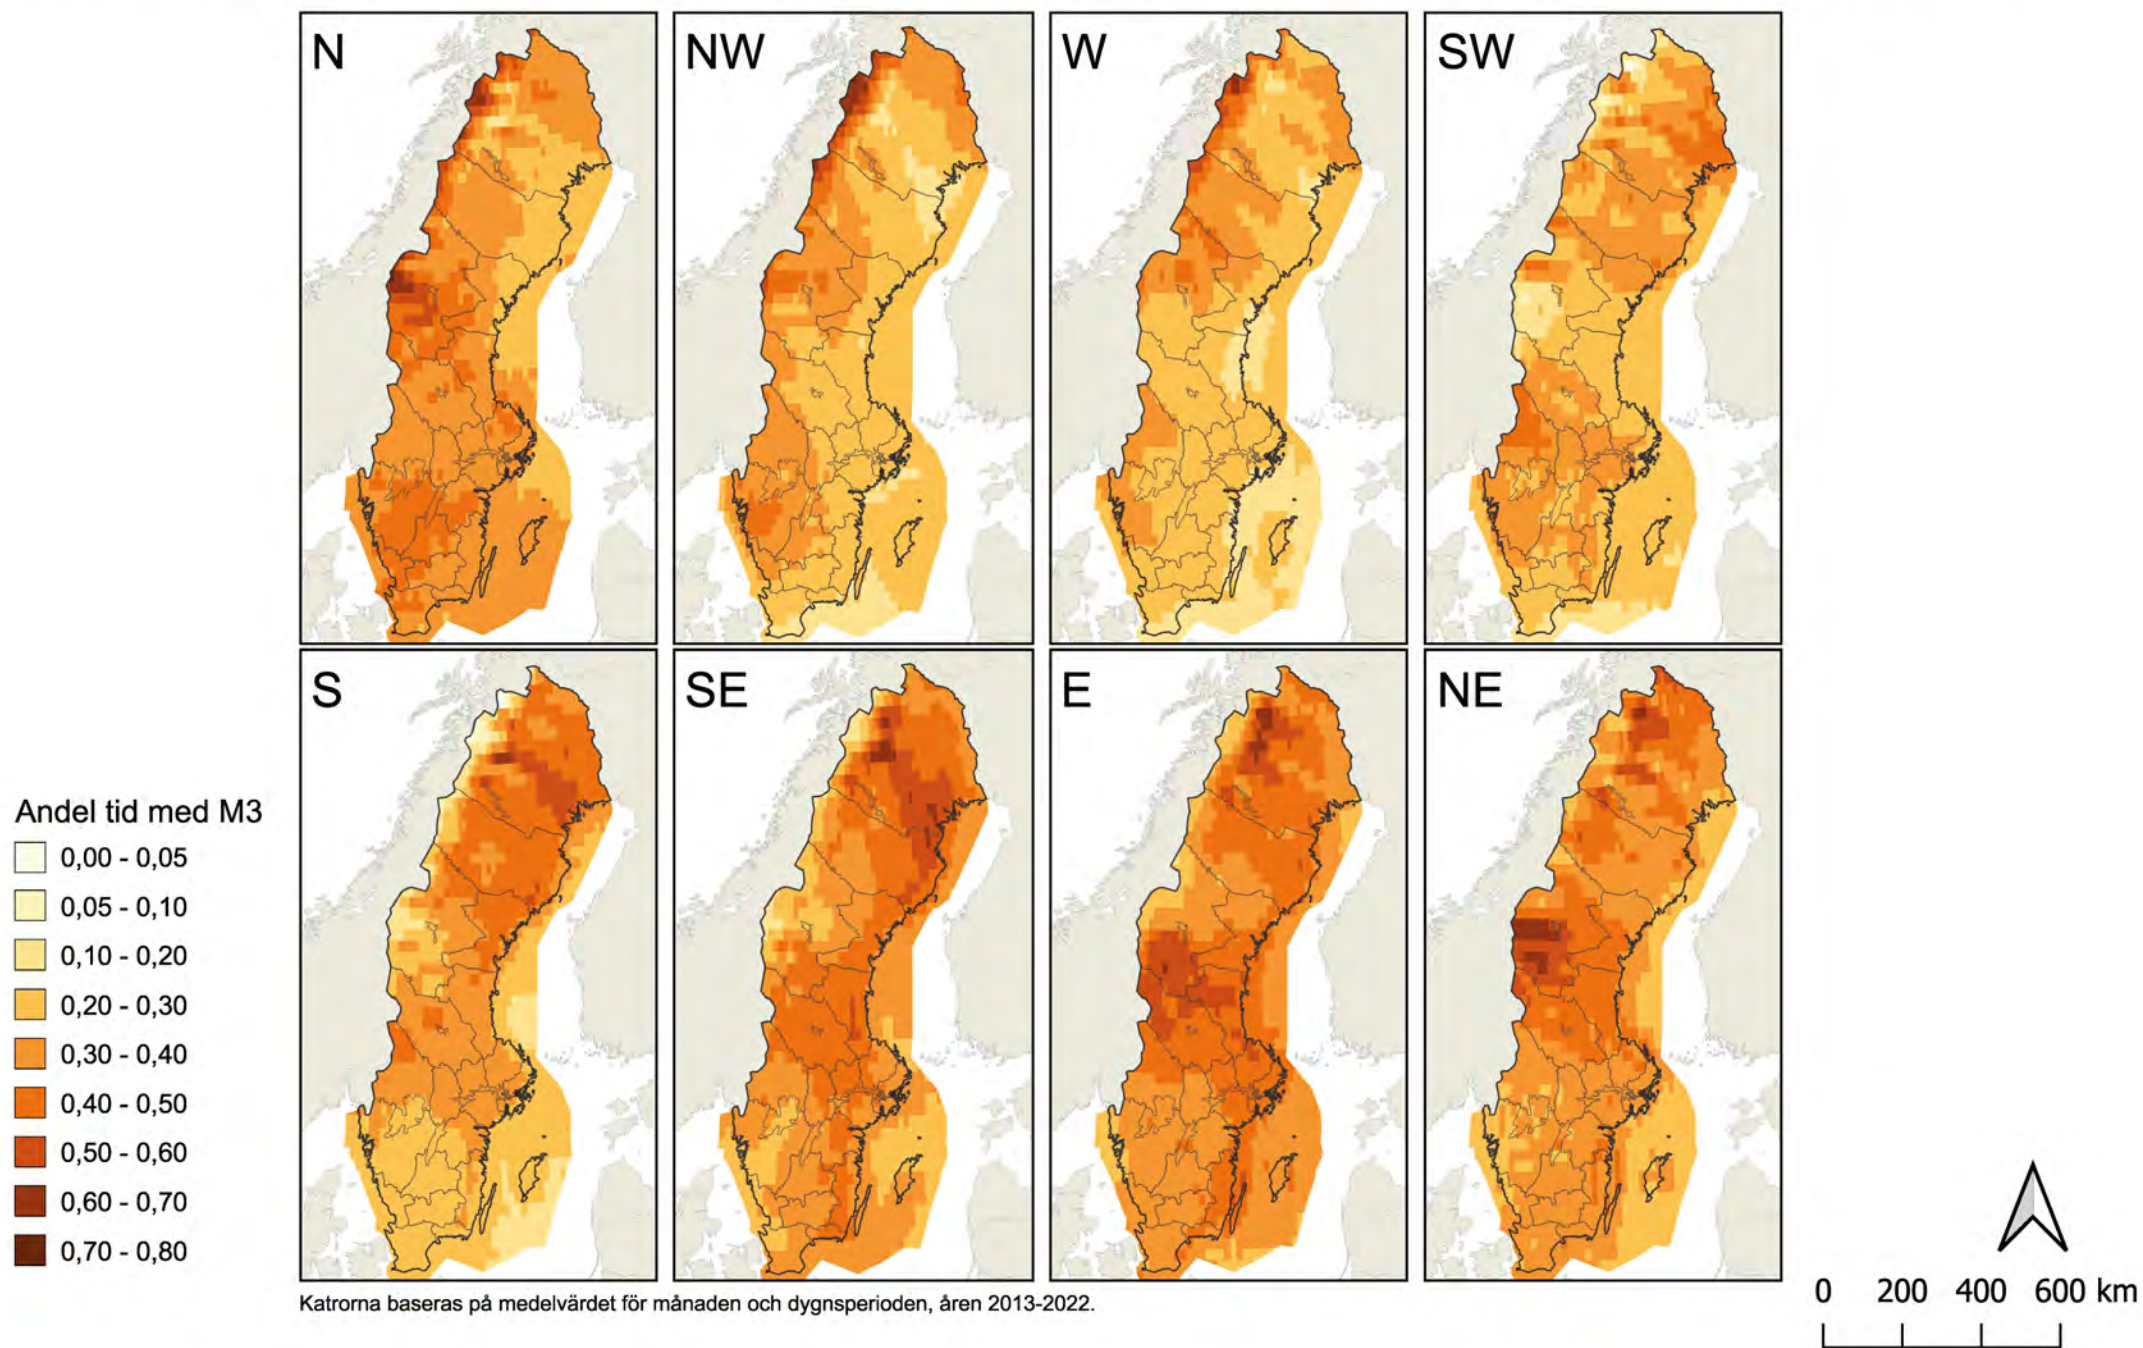 N
NW
W
SW
S
SE
E
NE
Andel tid med M3
0,00 - 0,05
0,05 - 0,10
0,10 - 0,20
0,20 - 0,30
0,30 - 0,40
0,40 - 0,50
0,50 - 0,60
0,60 - 0,70
0,70 - 0,80
Katrorna baseras på medelvärdet för månaden och dygnsperioden, åren 2013-2022.
0 200 400 600 km